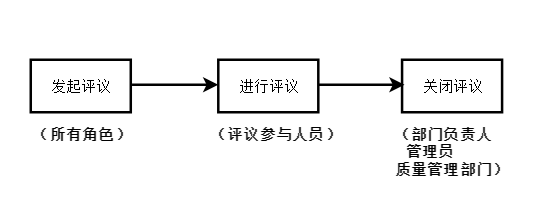 发起评议
进行评议
关闭评议
（所有角色）
（评议参与人员）
（部门负责人
管理员
质量管理部门）